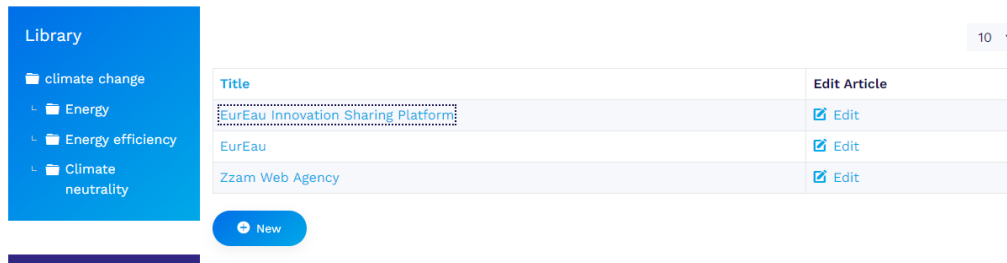 Library
climate change
Energy
Energy efficiency
Climate
neutrality
10
Title
Edit Article
EurEau Innovation Sharing Platform
Edit
EurEau
Edit
Zzam Web Agency
Edit
New